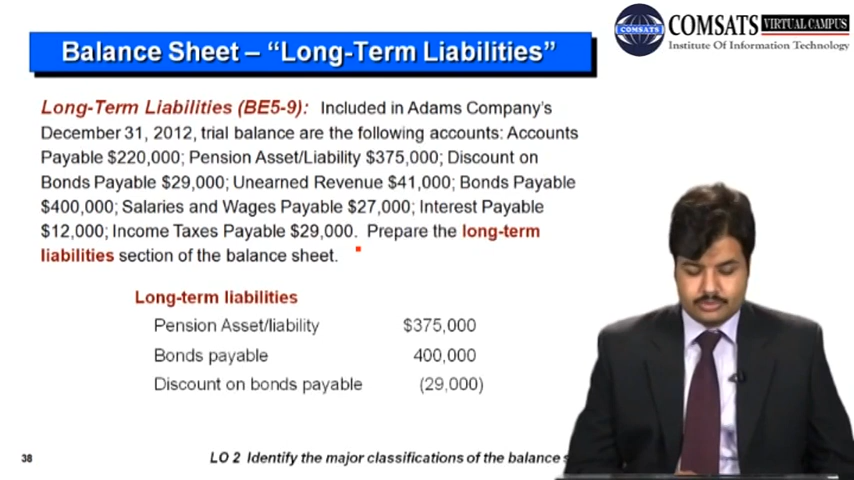 COMSATS VIRTUAL CAMPUS
COMSATS
Institute Of Information Technology
Balance Sheet – “Long-Term Liabilities”
Long-Term Liabilities (BE5-9): Included in Adams Company's
December 31, 2012, trial balance are the following accounts: Accounts
Payable $220,000; Pension Asset/Liability $375,000; Discount on
Bonds Payable $29,000; Unearned Revenue $41,000; Bonds Payable
$400,000; Salaries and Wages Payable $27,000; Interest Payable
$12,000; Income Taxes Payable $29,000. Prepare the long-term
liabilities section of the balance sheet.
Long-term liabilities
Pension Asset/liability $375,000
Bonds payable 400,000
Discount on bonds payable (29,000)
38
LO 2 Identify the major classifications of the balance s